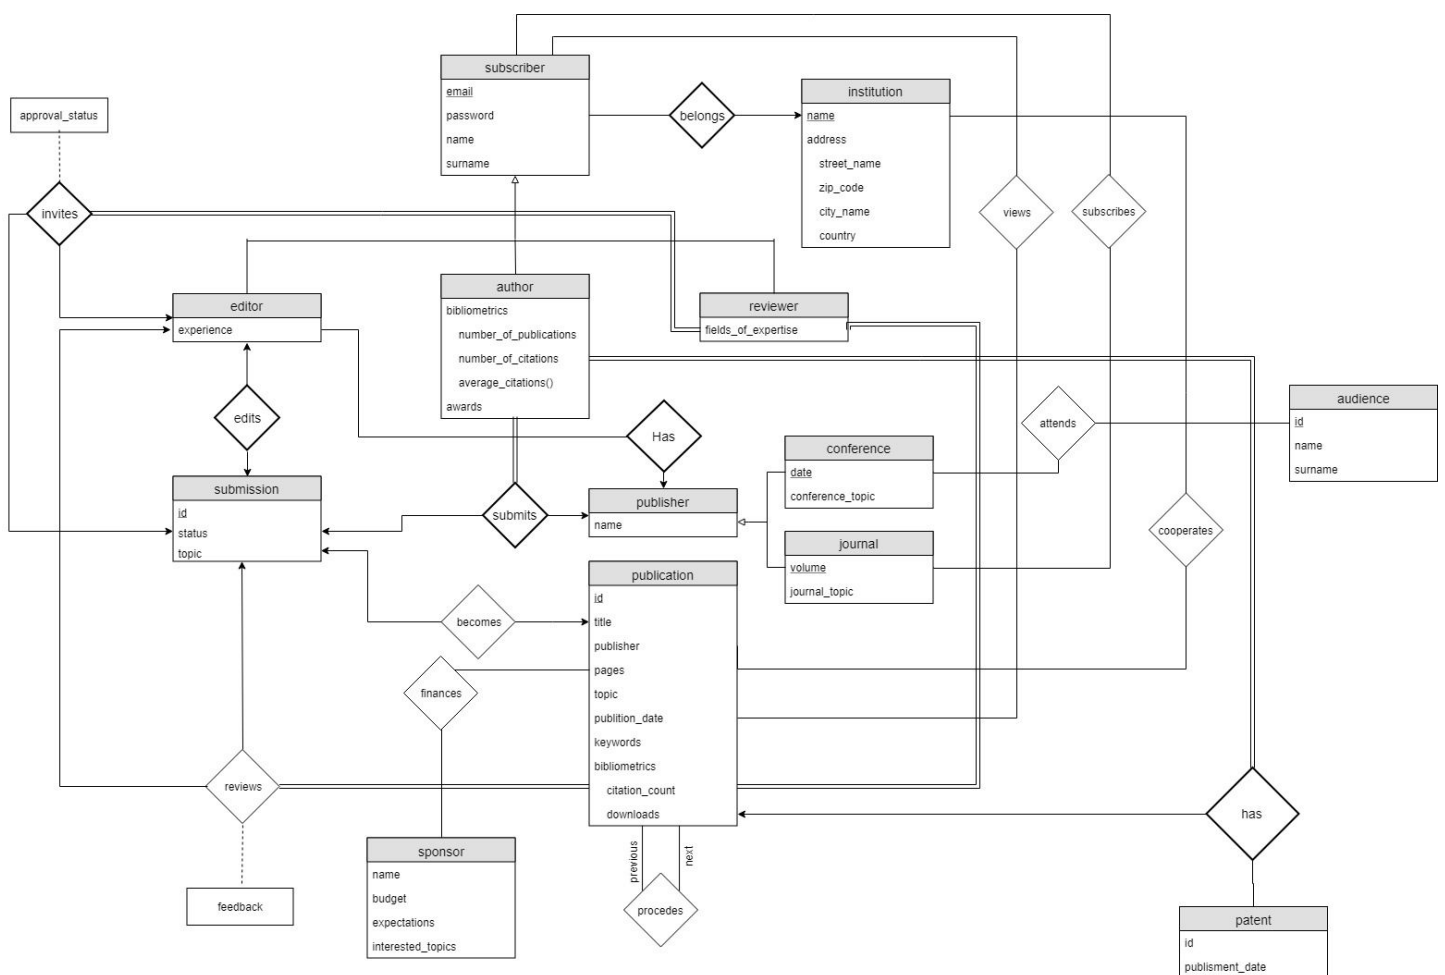 subscriber
email
password
name
surname
belongs
institution
name
address
street_name
zip_code
city_name
country
approval_status
invites
views
subscribes
editor
experience
author
bibliometrics
number_of_publications
number_of_citations
average_citations()
awards
reviewer
fields_of_expertise
edits
Has
attends
audience
id
name
surname
conference
date
conference_topic
submission
id
status
topic
submits
publisher
name
journal
volume
journal_topic
cooperates
becomes
publication
id
title
publisher
pages
topic
publition_date
keywords
bibliometrics
citation_count
downloads
finances
reviews
has
previous
next
procedes
sponsor
name
budget
expectations
interested_topics
feedback
patent
id
publisment_date